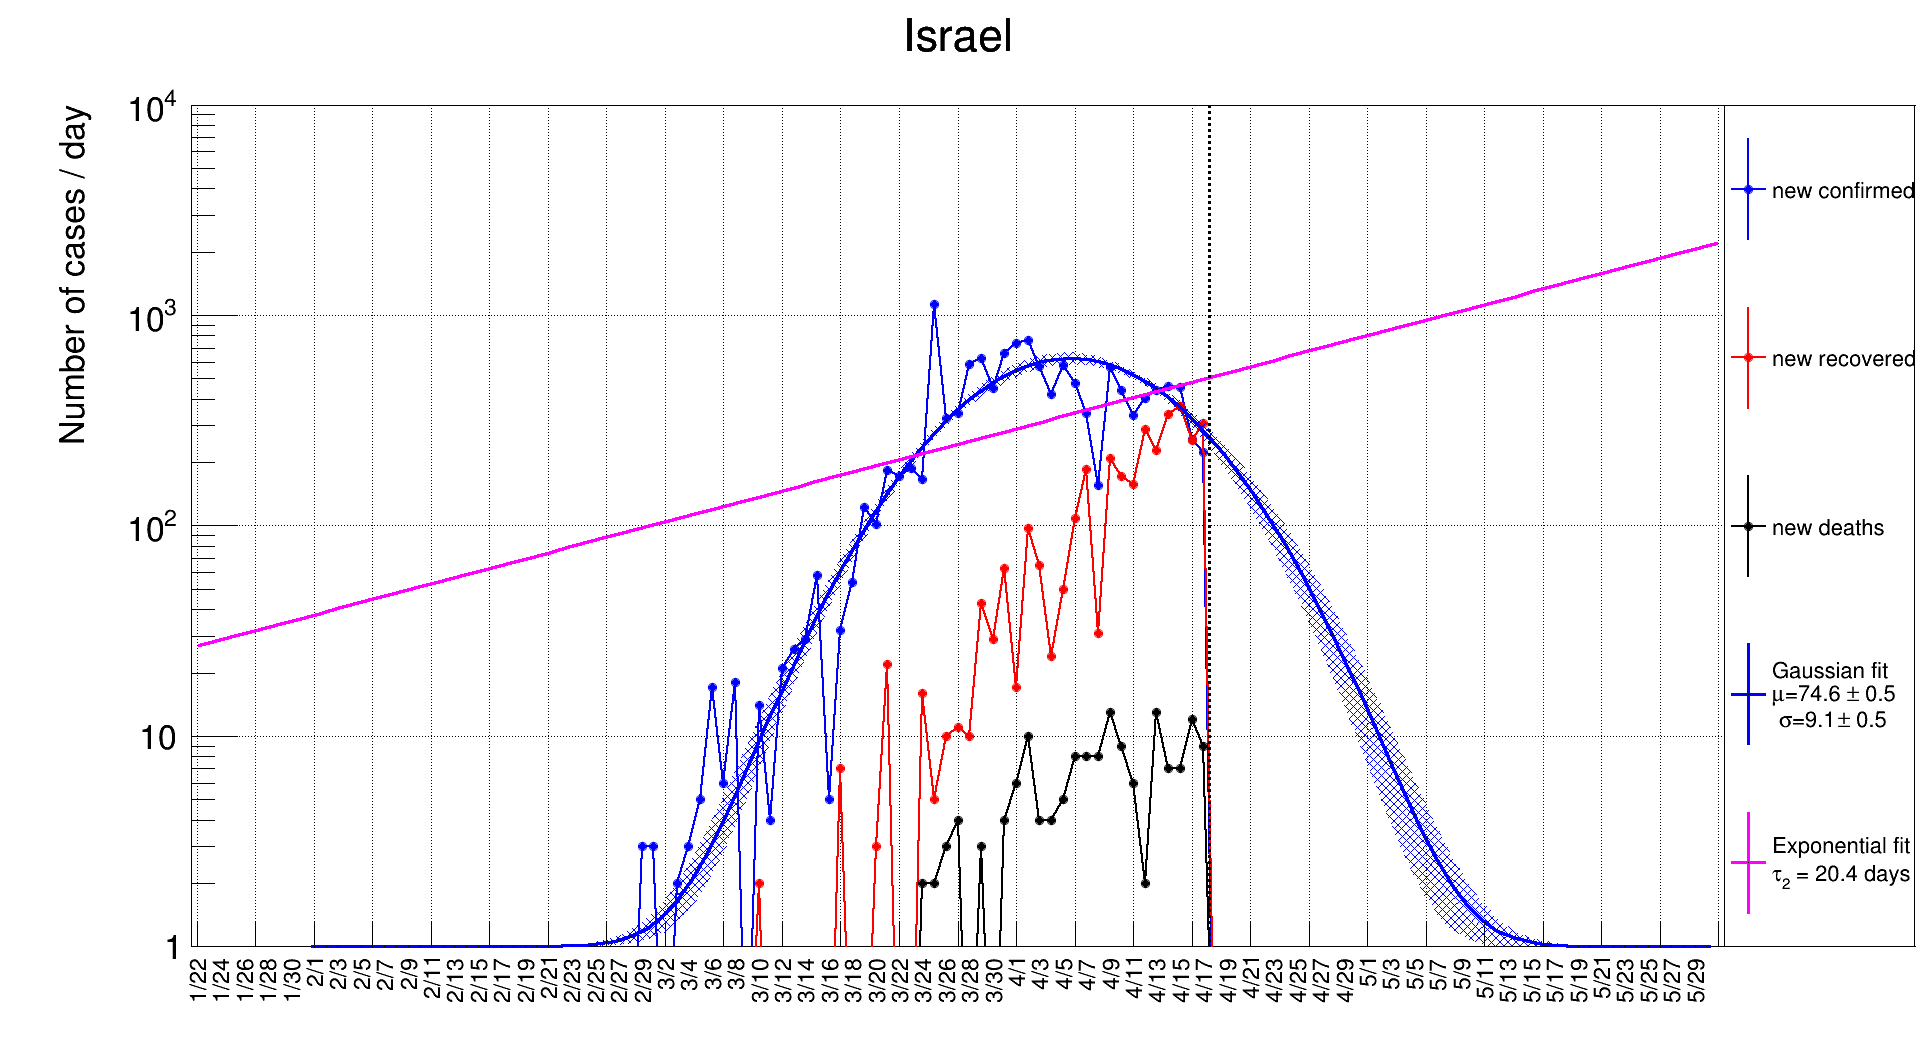 Israel
Number of cases / day
10⁴
10³
10²
10
1
1/22 1/24 1/26 1/28 1/30 2/1 2/3 2/5 2/7 2/9 2/11 2/13 2/15 2/17 2/19 2/21 2/23 2/25 2/27 2/29 3/2 3/4 3/6 3/8 3/10 3/12 3/14 3/16 3/18 3/20 3/22 3/24 3/26 3/28 3/30 4/1 4/3 4/5 4/7 4/9 4/11 4/13 4/15 4/17 4/19 4/21 4/23 4/25 4/27 4/29 5/1 5/3 5/5 5/7 5/9 5/11 5/13 5/15 5/17 5/19 5/21 5/23 5/25 5/27 5/29
new confirmed
new recovered
new deaths
Gaussian fit
μ=74.6 ± 0.5
σ=9.1 ± 0.5
Exponential fit
τ₂ = 20.4 days